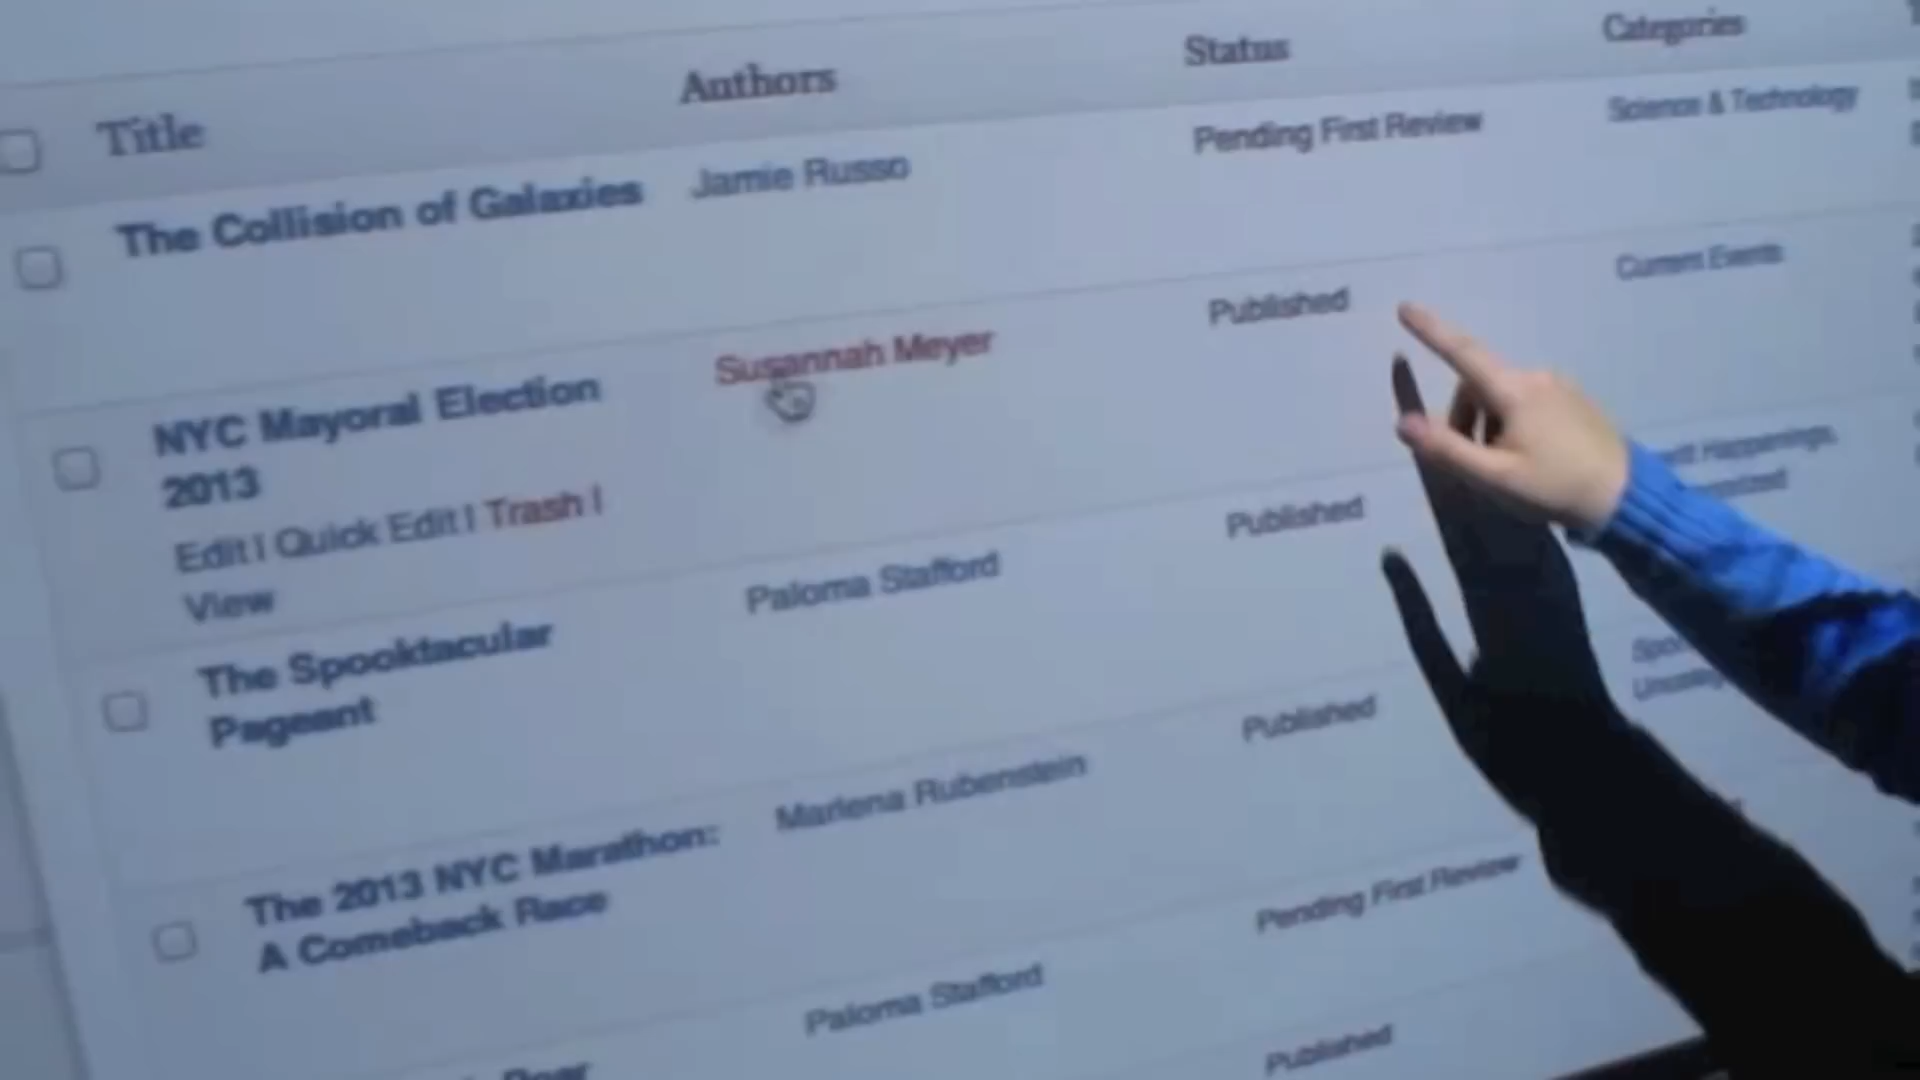 Title Authors Status Categories
The Collision of Galaxies Jamie Russo Pending First Review Science & Technology
NYC Mayoral Election Susannah Meyer Published Current Events
2013
Edit | Quick Edit | Trash |
View
The Spooktacular Paloma Stafford Published Happenings,
Pageant
The 2013 NYC Marathon: Marlena Rubenstein Published
A Comeback Race
Paloma Stafford Pending First Review
Published